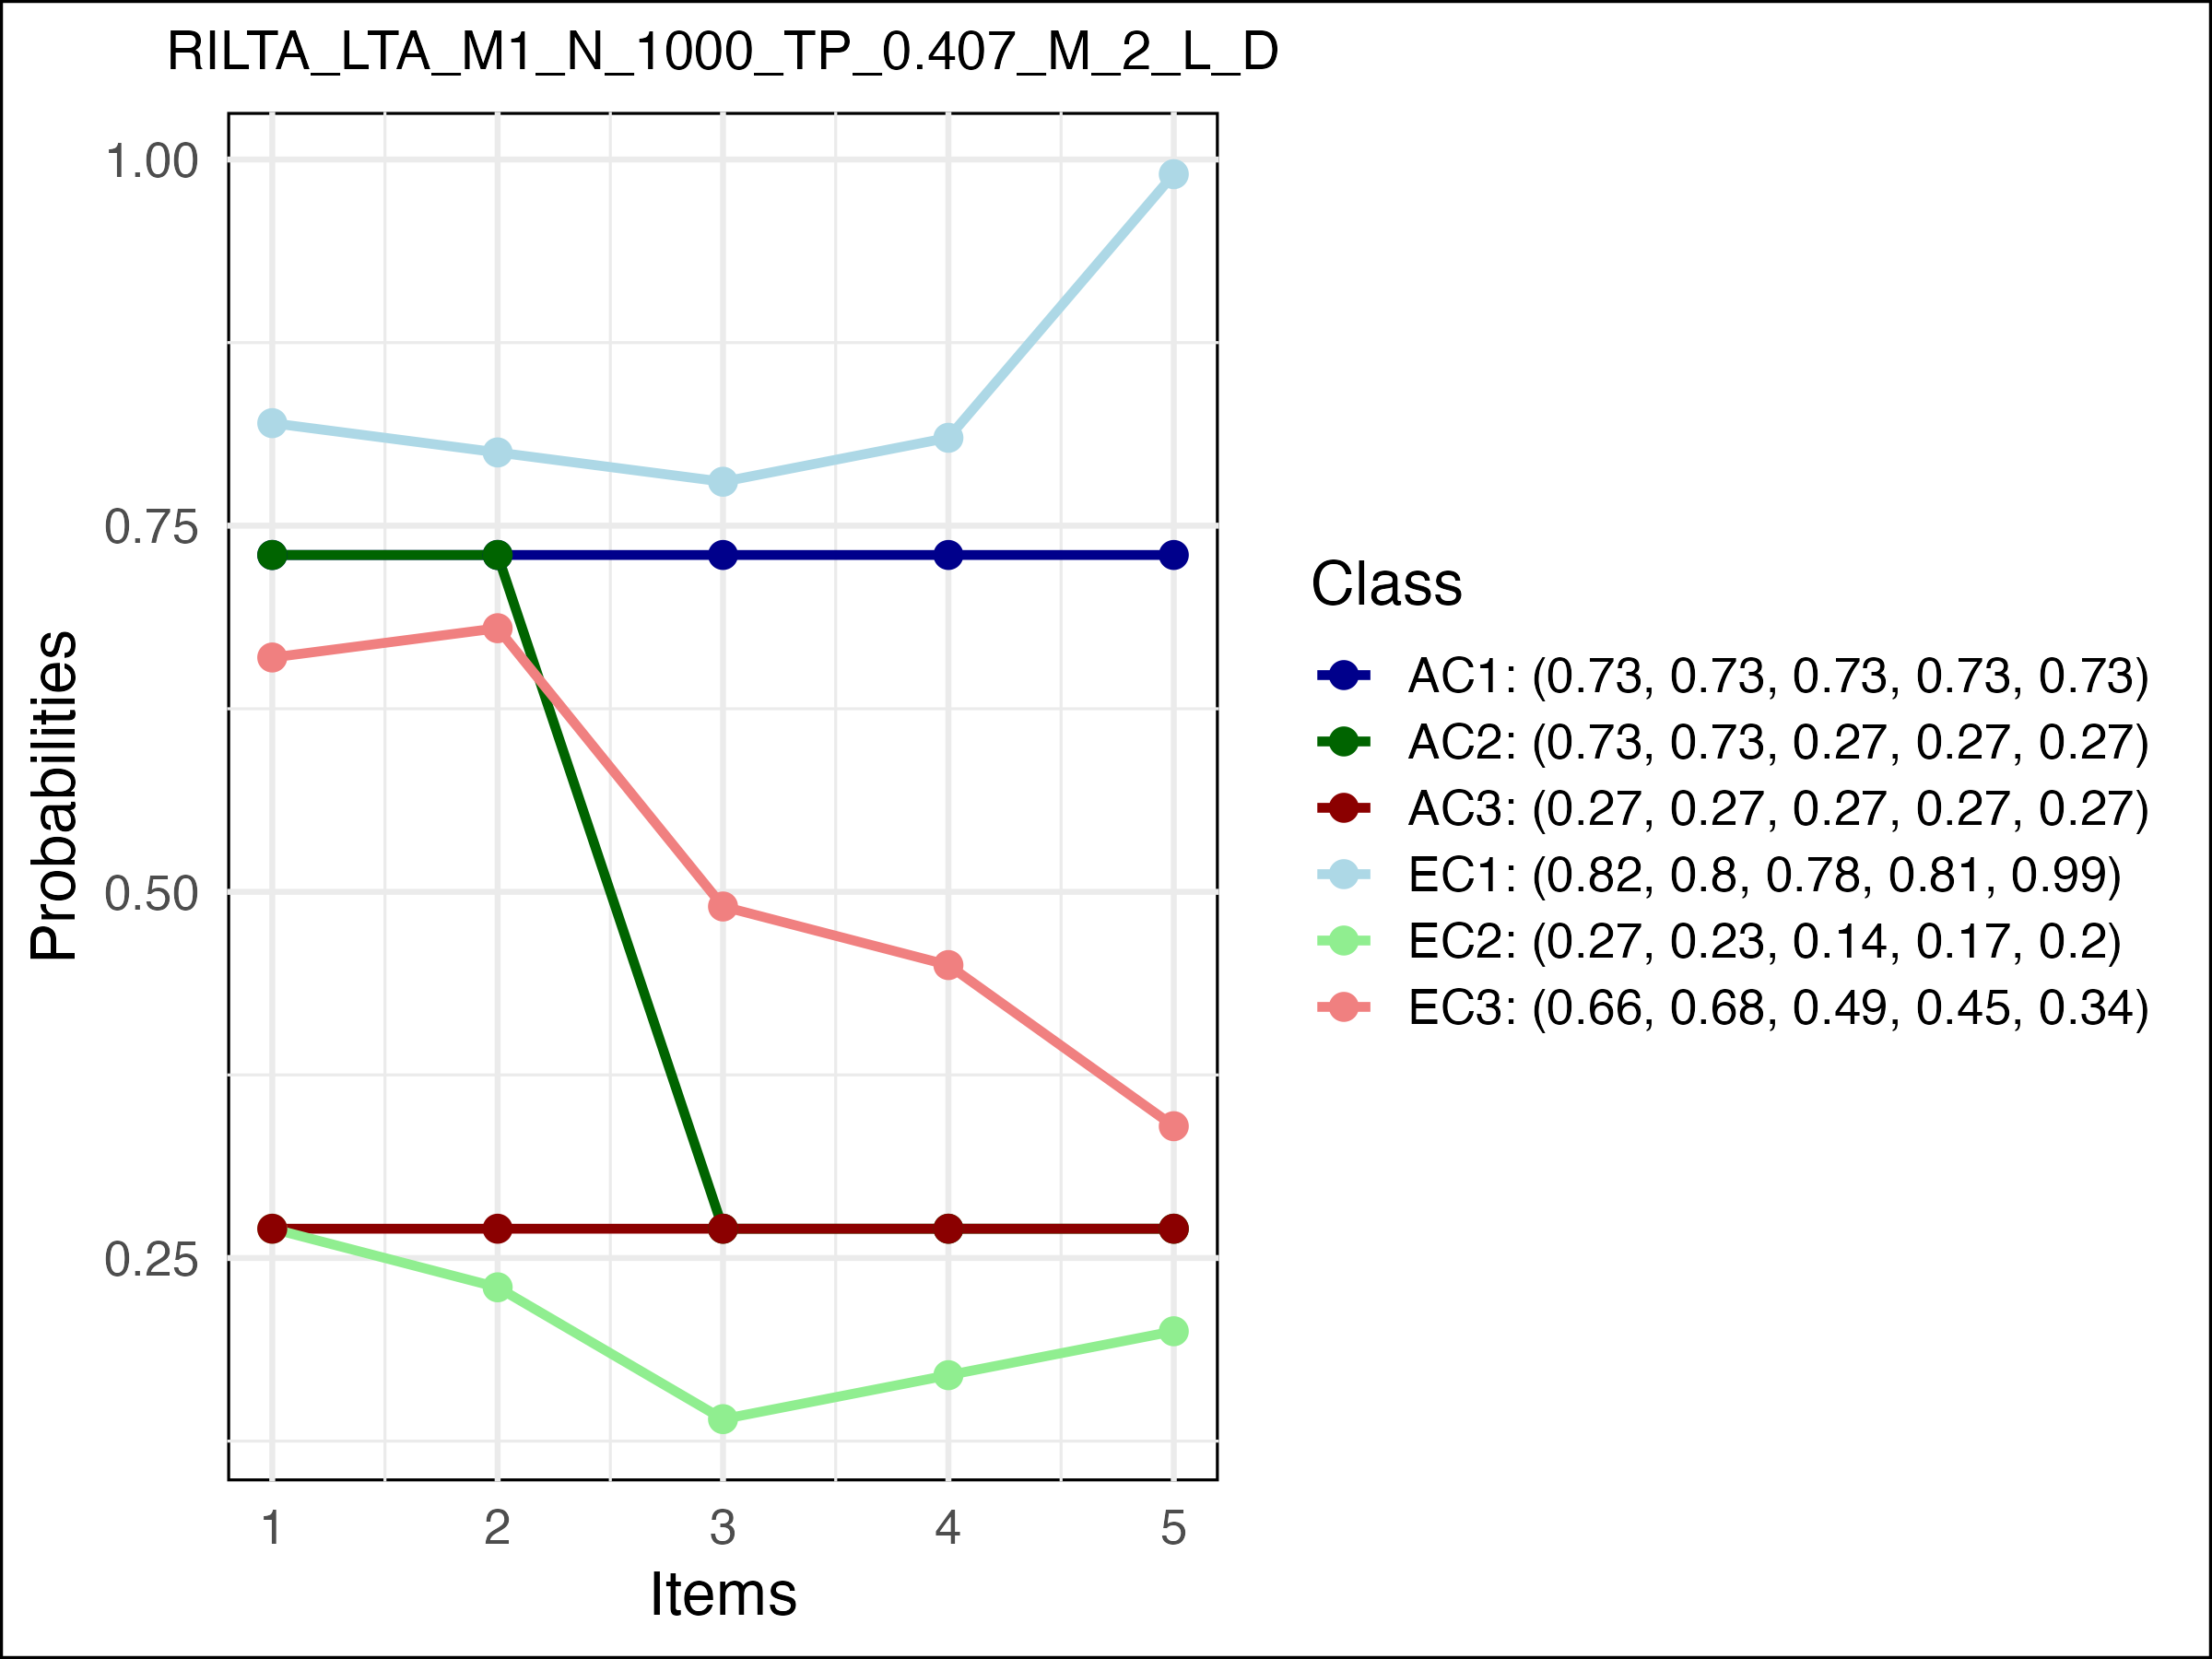 RILTA_LTA_M1_N_1000_TP_0.407_M_2_L_D
1.00
0.75
0.50
0.25
Probabilities
1 2 3 4 5
Items
Class
AC1: (0.73, 0.73, 0.73, 0.73, 0.73)
AC2: (0.73, 0.73, 0.27, 0.27, 0.27)
AC3: (0.27, 0.27, 0.27, 0.27, 0.27)
EC1: (0.82, 0.8, 0.78, 0.81, 0.99)
EC2: (0.27, 0.23, 0.14, 0.17, 0.2)
EC3: (0.66, 0.68, 0.49, 0.45, 0.34)